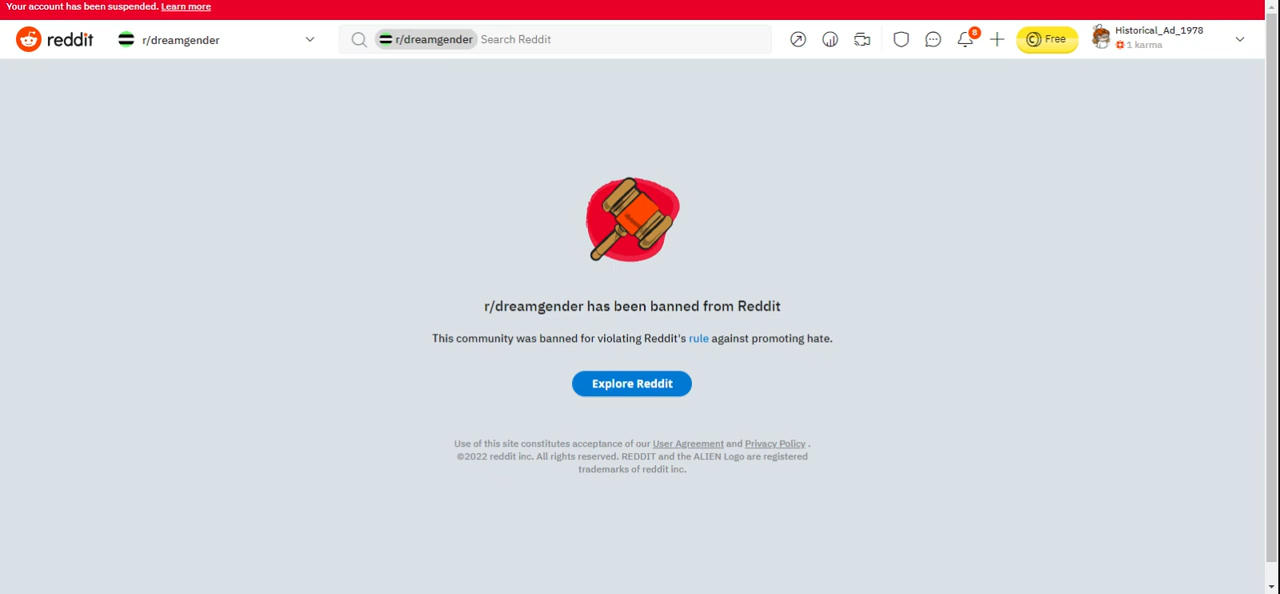 Your account has been suspended. Learn more
reddit r/dreamgender r/dreamgender Search Reddit 8 Free Historical_Ad_1978
1 karma
r/dreamgender has been banned from Reddit
This community was banned for violating Reddit's rule against promoting hate.
Explore Reddit
Use of this site constitutes acceptance of our User Agreement and Privacy Policy .
©2022 reddit inc. All rights reserved. REDDIT and the ALIEN Logo are registered
trademarks of reddit inc.